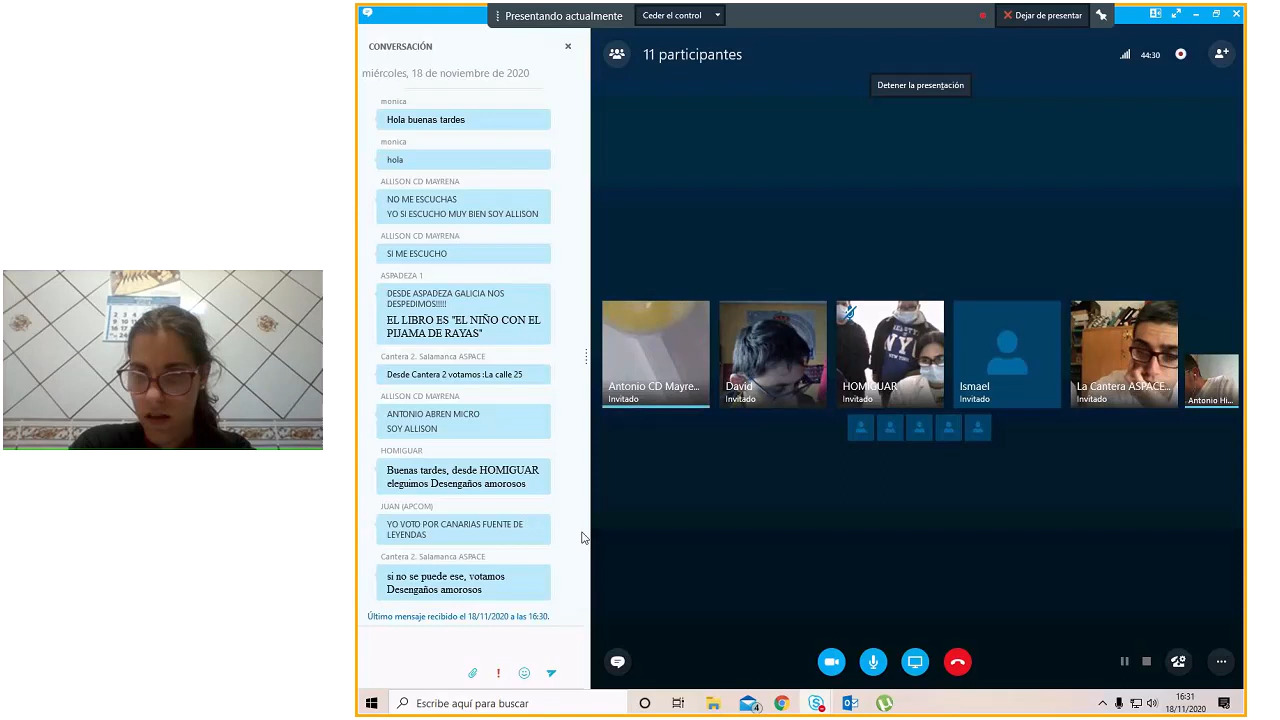 Presentando actualmente
Ceder el control
Dejar de presentar
CONVERSACIÓN
miércoles, 18 de noviembre de 2020
monica
Hola buenas tardes
monica
hola
ALLISON CD MAYRENA
NO ME ESCUCHAS
YO SI ESCUCHO MUY BIEN SOY ALLISON
ALLISON CD MAYRENA
SI ME ESCUCHO
ASPADEZA 1
DESDE ASPADEZA GALICIA NOS
DESPEDIMOS!!!!!
EL LIBRO ES "EL NIÑO CON EL
PIJAMA DE RAYAS"
Cantera 2. Salamanca ASPACE
Desde Cantera 2 votamos :La calle 25
ALLISON CD MAYRENA
ANTONIO ABREN MICRO
SOY ALLISON
HOMIGUAR
Buenas tardes, desde HOMIGUAR
eleguimos Desengaños amorosos
JUAN (APCOM)
YO VOTO POR CANARIAS FUENTE DE
LEYENDAS
Cantera 2. Salamanca ASPACE
si no se puede ese, votamos
Desengaños amorosos
Último mensaje recibido el 18/11/2020 a las 16:30.
11 participantes
44:30
Detener la presentación
Antonio CD Mayre...
Invitado
David
Invitado
HOMIGUAR
Invitado
Ismael
Invitado
La Cantera ASPACE...
Invitado
Antonio Hi...
NY
Escribe aquí para buscar
4
16:31
18/11/2020